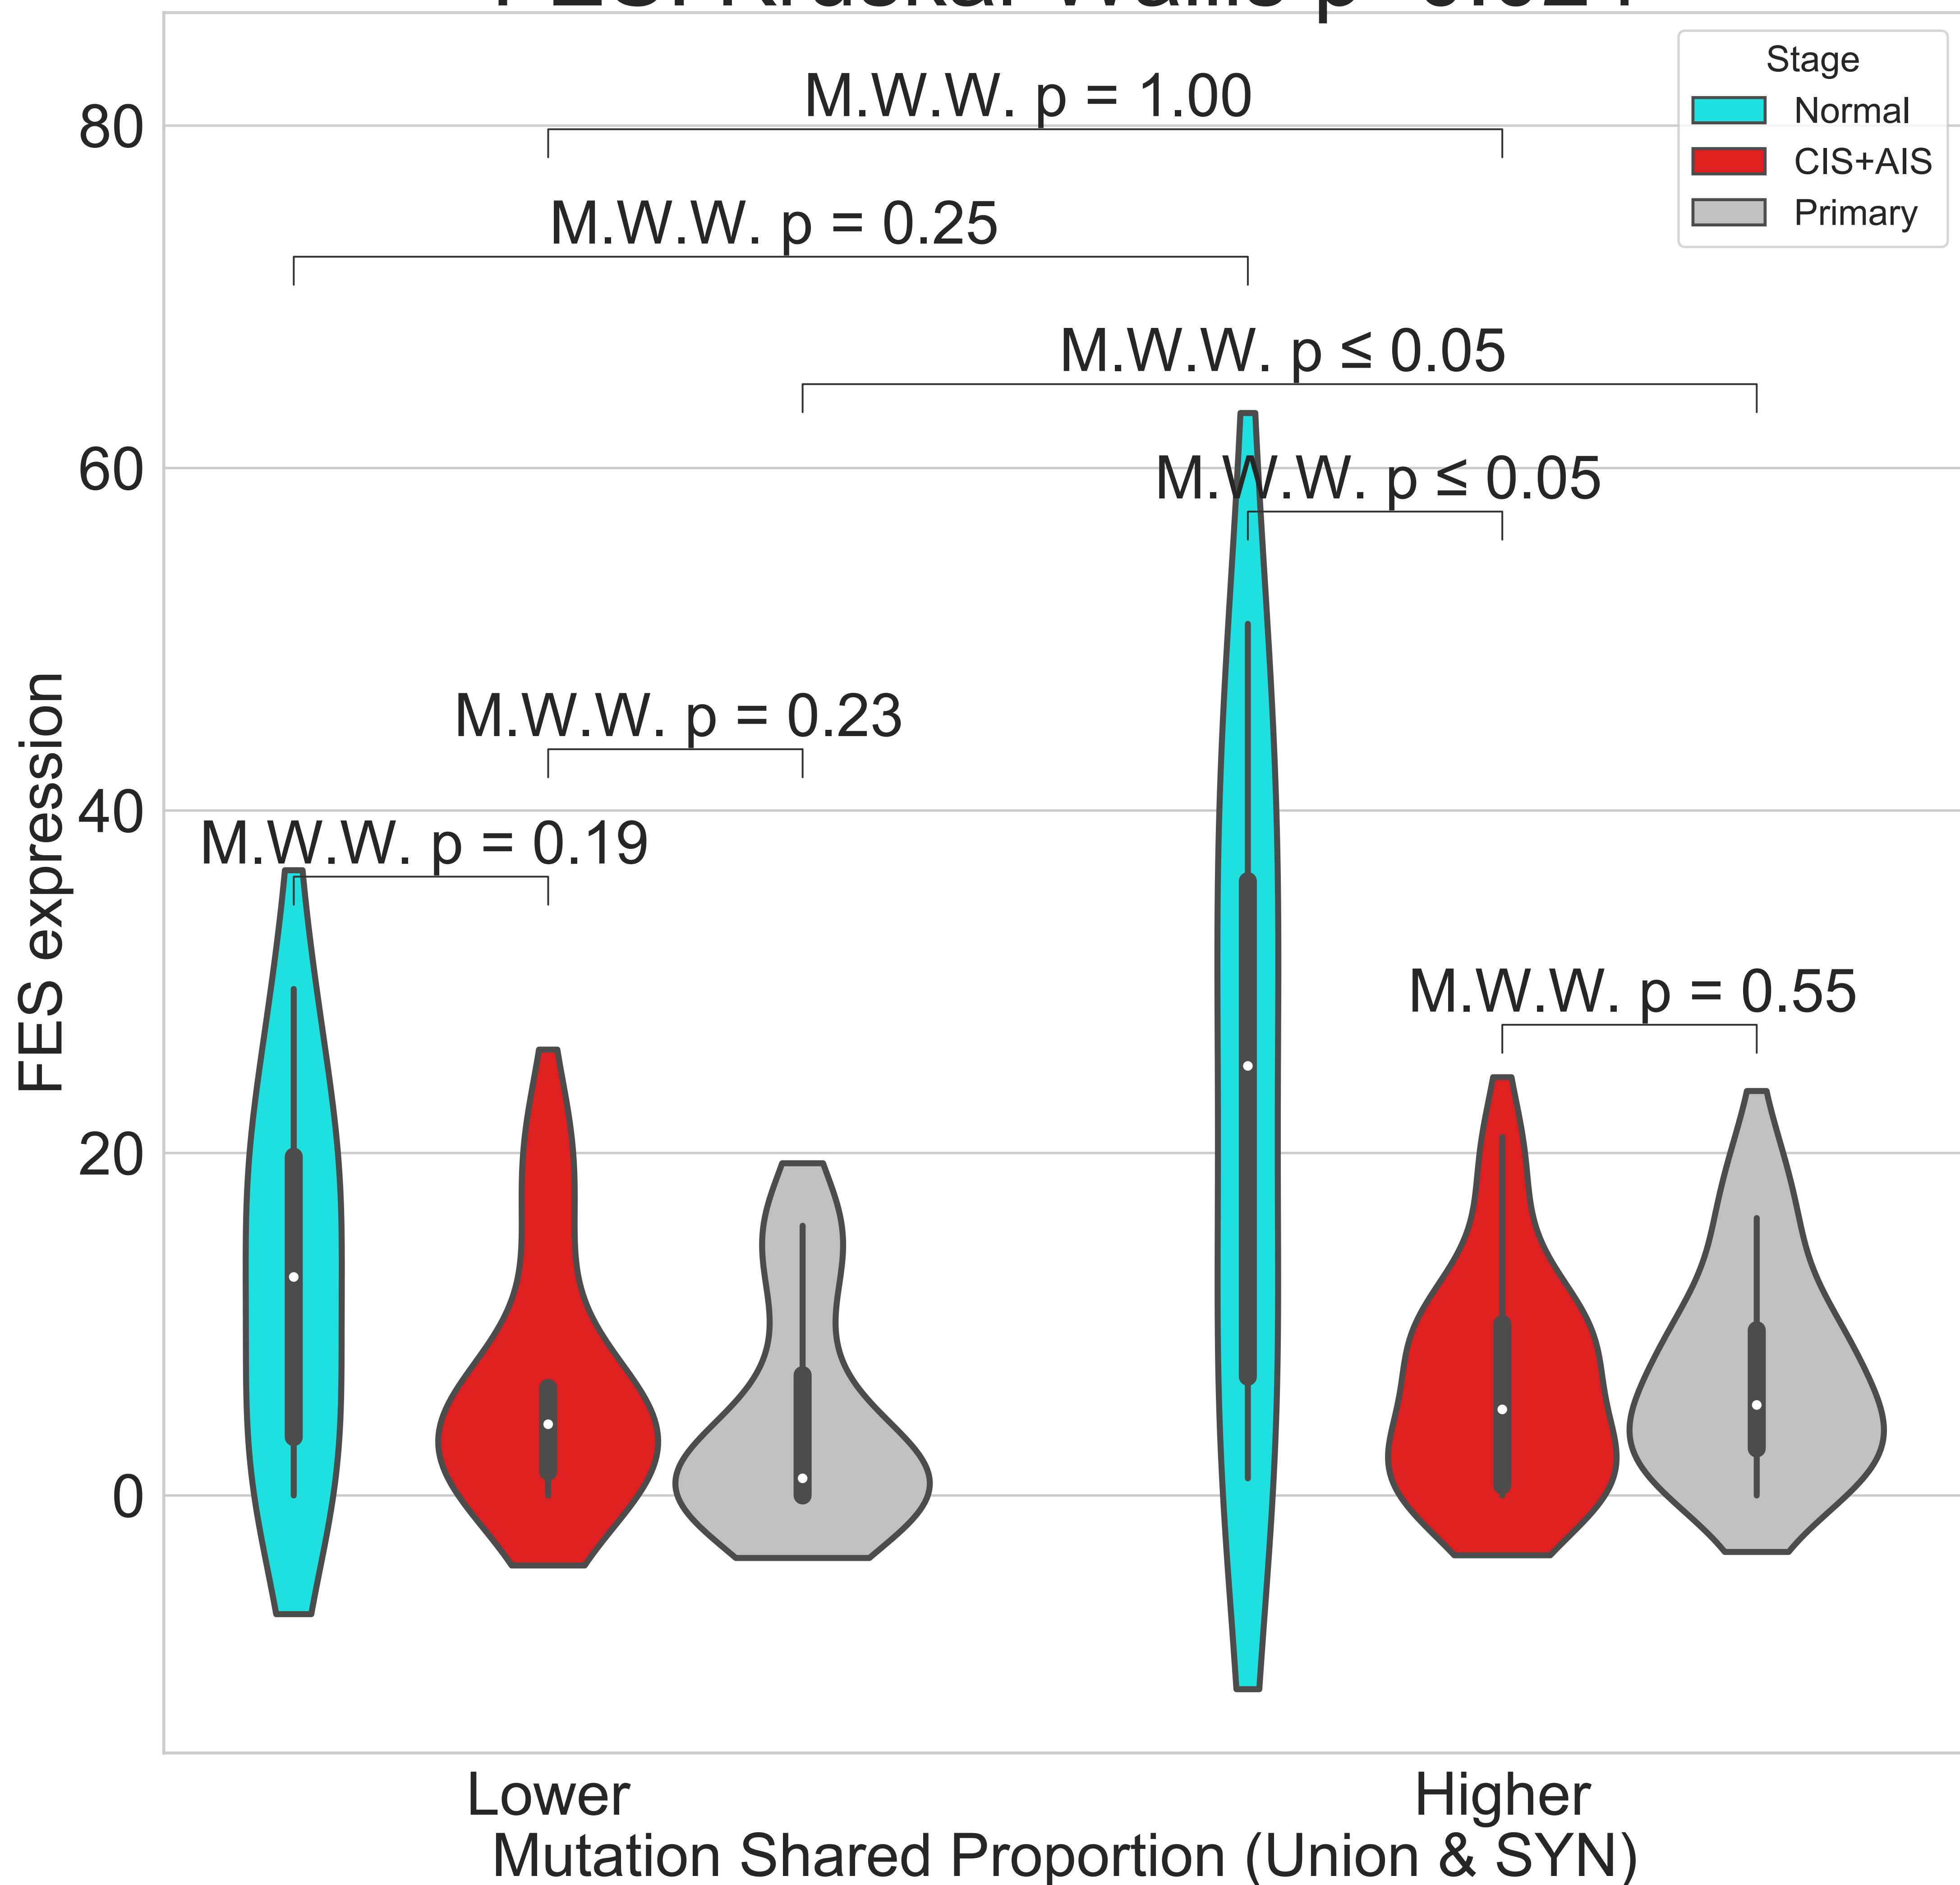 Stage
Normal
CIS+AIS
Primary
M.W.W. p = 1.00
M.W.W. p = 0.25
M.W.W. p ≤ 0.05
M.W.W. p ≤ 0.05
M.W.W. p = 0.23
M.W.W. p = 0.19
M.W.W. p = 0.55
80
60
40
20
0
FES expression
Lower
Higher
Mutation Shared Proportion (Union & SYN)